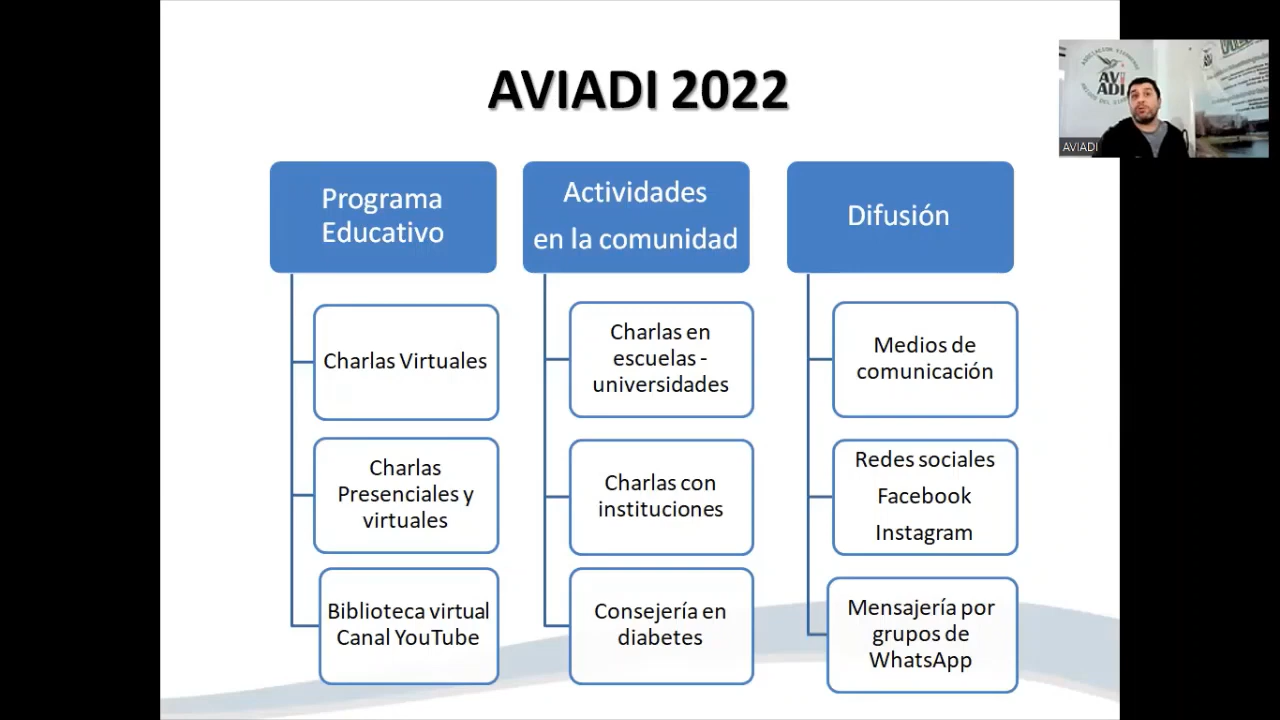 AVIADI 2022
Programa
Educativo
Charlas Virtuales
Charlas
Presenciales y
virtuales
Biblioteca virtual
Canal YouTube
Actividades
en la comunidad
Charlas en
escuelas -
universidades
Charlas con
instituciones
Consejería en
diabetes
Difusión
Medios de
comunicación
Redes sociales
Facebook
Instagram
Mensajería por
grupos de
WhatsApp
AV
ADI
AVIADI